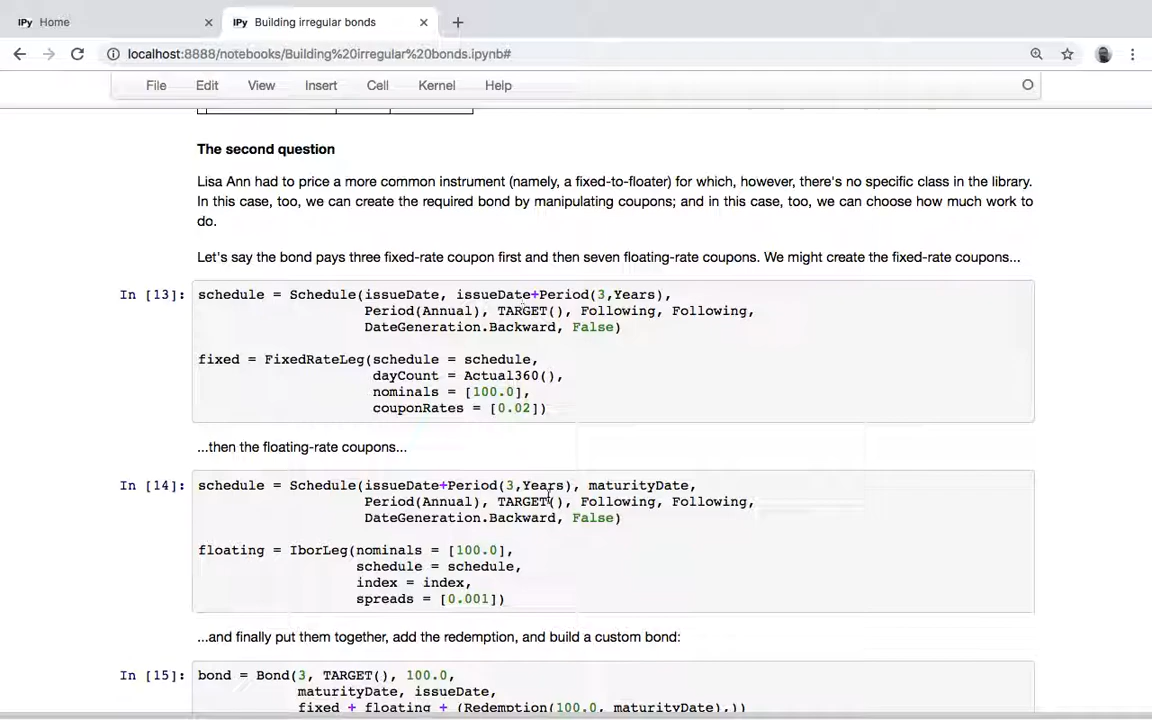 IPy Home × IPy Building irregular bonds × +
localhost:8888/notebooks/Building%20irregular%20bonds.ipynb#
File Edit View Insert Cell Kernel Help
The second question
Lisa Ann had to price a more common instrument (namely, a fixed-to-floater) for which, however, there's no specific class in the library.
In this case, too, we can create the required bond by manipulating coupons; and in this case, too, we can choose how much work to
do.
Let's say the bond pays three fixed-rate coupon first and then seven floating-rate coupons. We might create the fixed-rate coupons...
In [13]: schedule = Schedule(issueDate, issueDate+Period(3,Years),
Period(Annual), TARGET(), Following, Following,
DateGeneration.Backward, False)
fixed = FixedRateLeg(schedule = schedule,
dayCount = Actual360(),
nominals = [100.0],
couponRates = [0.02])
...then the floating-rate coupons...
In [14]: schedule = Schedule(issueDate+Period(3,Years), maturityDate,
Period(Annual), TARGET(), Following, Following,
DateGeneration.Backward, False)
floating = IborLeg(nominals = [100.0],
schedule = schedule,
index = index,
spreads = [0.001])
...and finally put them together, add the redemption, and build a custom bond:
In [15]: bond = Bond(3, TARGET(), 100.0,
maturityDate, issueDate,
fixed + floating + (Redemption(100.0, maturityDate),))